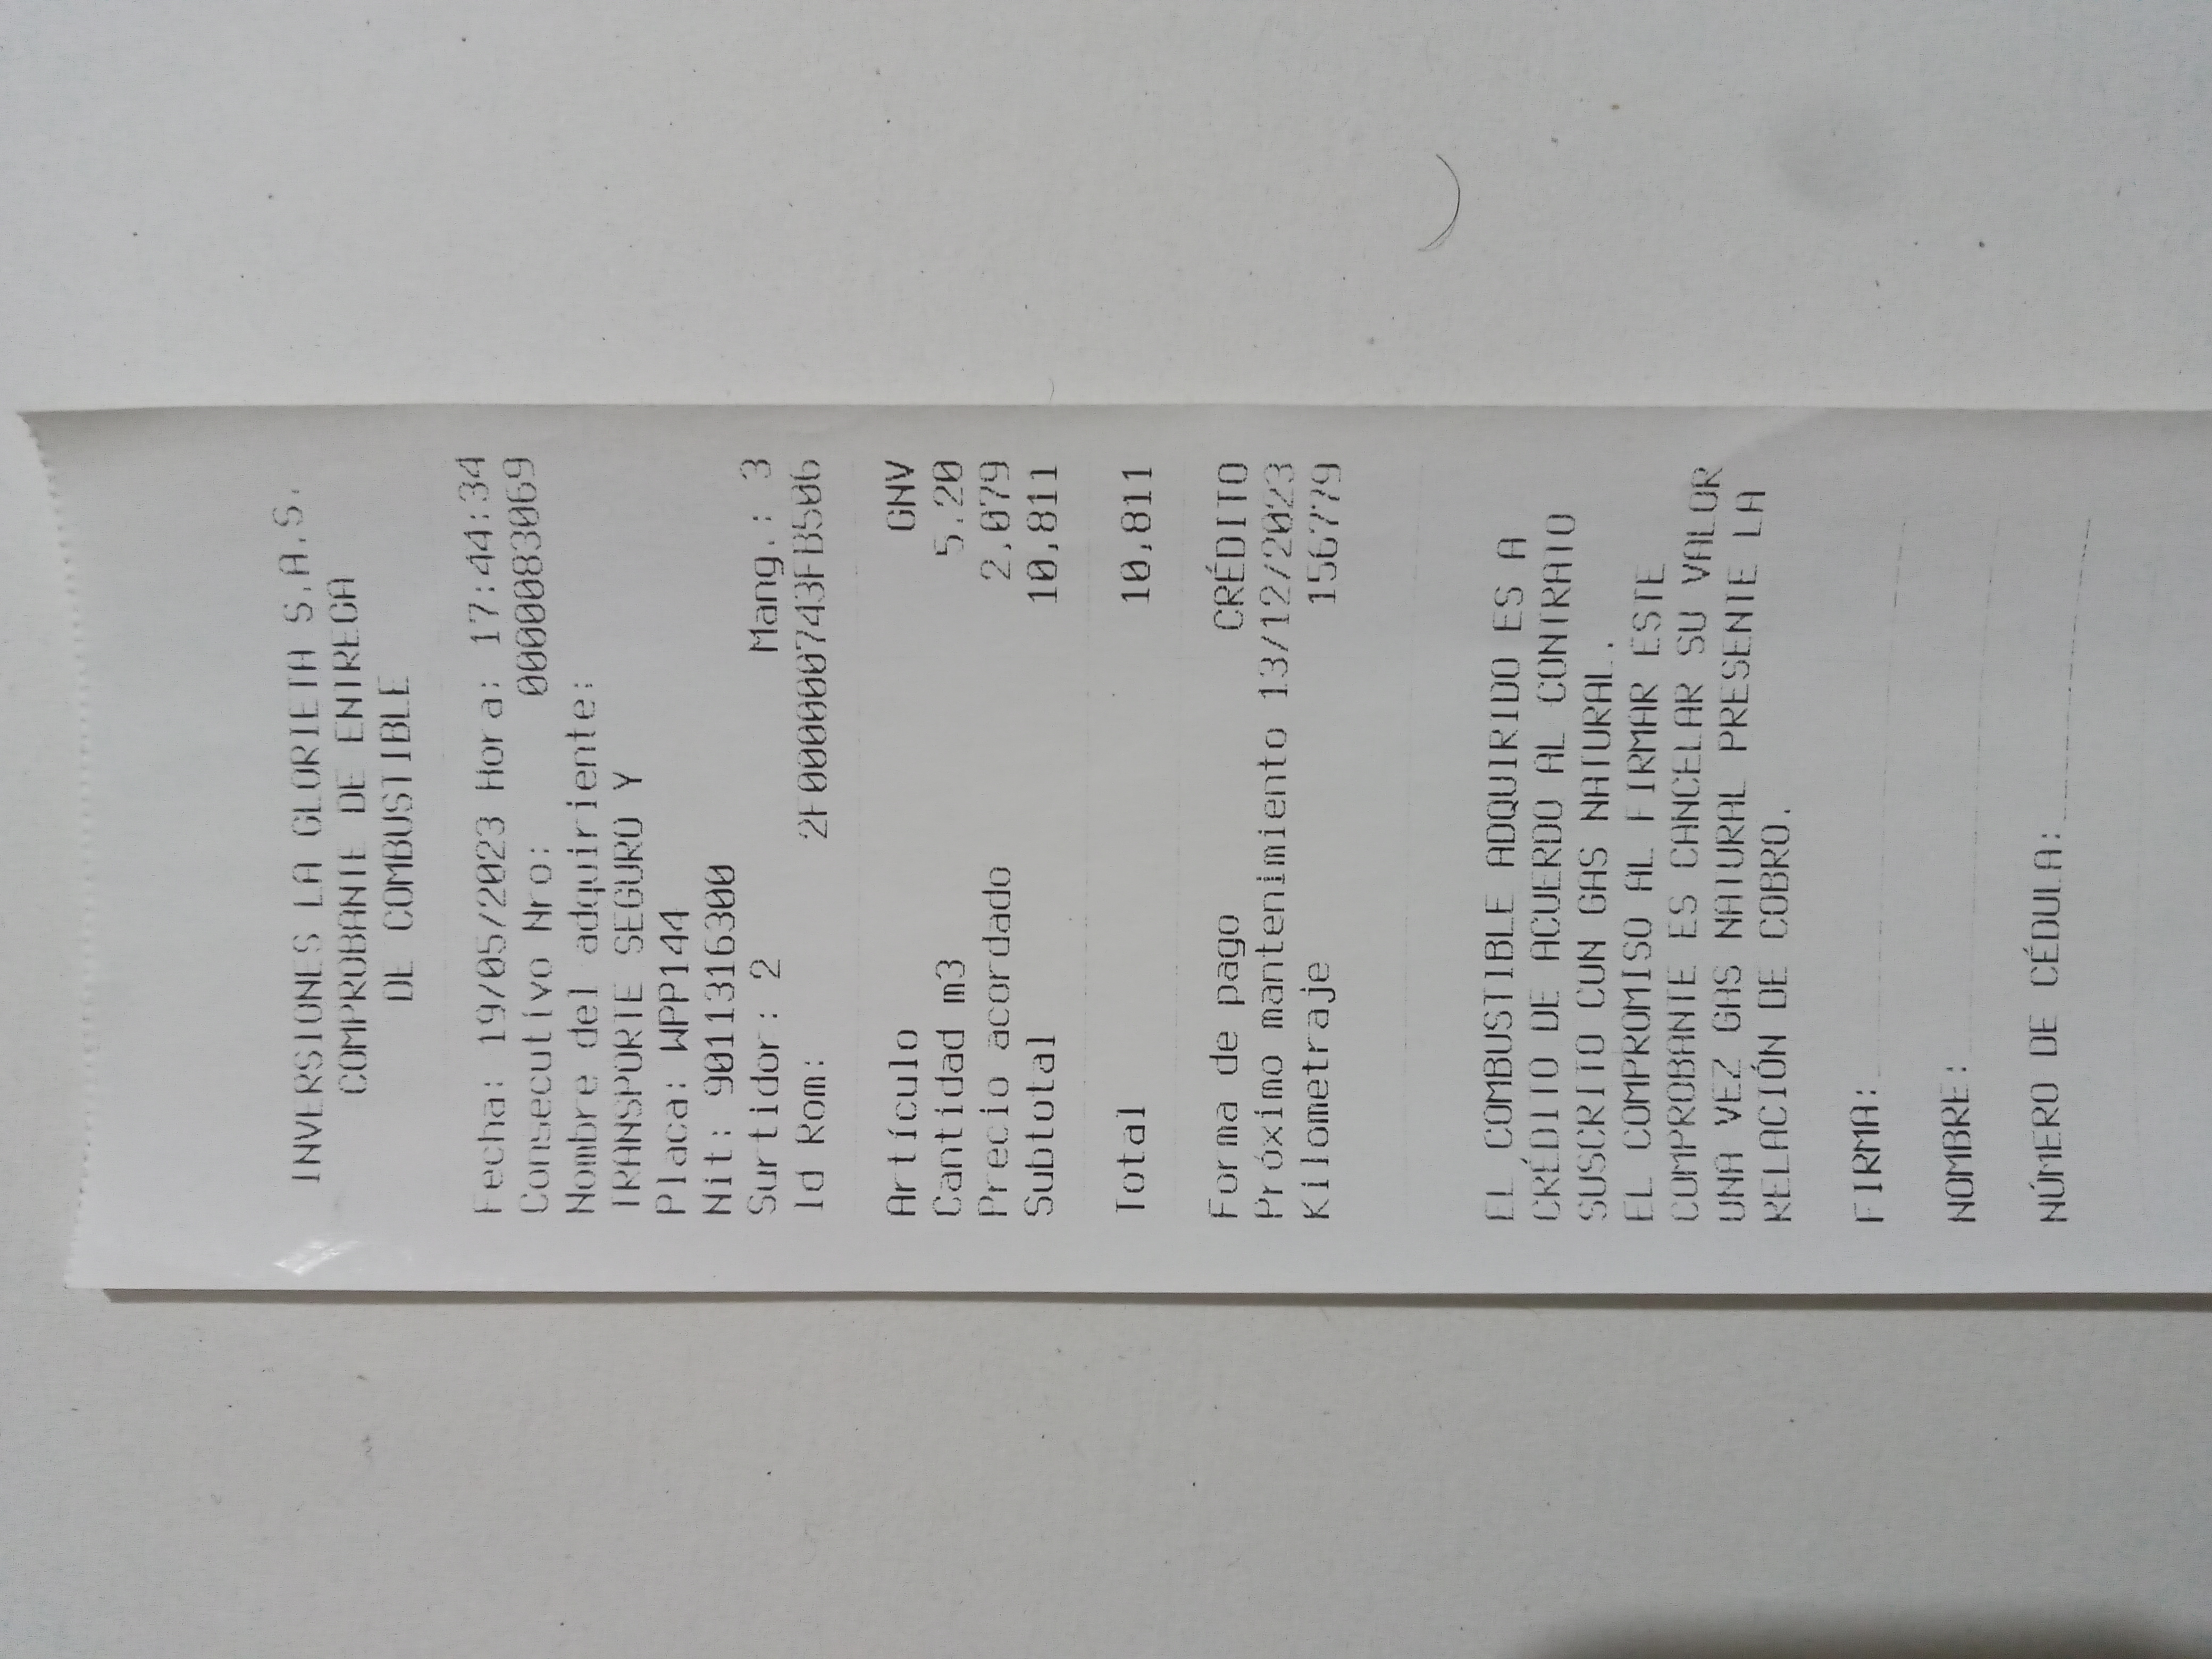 INVERSIONES LA GLORIETA S.A.S.
COMPROBANTE DE ENTREGA
DE COMBUSTIBLE
Fecha: 19/05/2023 Hora: 17:44:34
Consecutivo Nro: 0000083069
Nombre del adquiriente:
TRANSPORTE SEGURO Y
Placa: WPP144
Nit: 9011316300
Surtidor: 2 Mang.: 3
Id Rom: 2F00000743FB506
Artículo GNV
Cantidad m3 5.20
Precio acordado 2,079
Subtotal 10,811
Total 10,811
Forma de pago CRÉDITO
Próximo mantenimiento 13/12/2023
Kilometraje 156779
EL COMBUSTIBLE ADQUIRIDO ES A
CRÉDITO DE ACUERDO AL CONTRATO
SUSCRITO CON GAS NATURAL.
EL COMPROMISO AL FIRMAR ESTE
COMPROBANTE ES CANCELAR SU VALOR
UNA VEZ GAS NATURAL PRESENTE LA
RELACIÓN DE COBRO.
FIRMA:
NOMBRE:
NÚMERO DE CÉDULA: